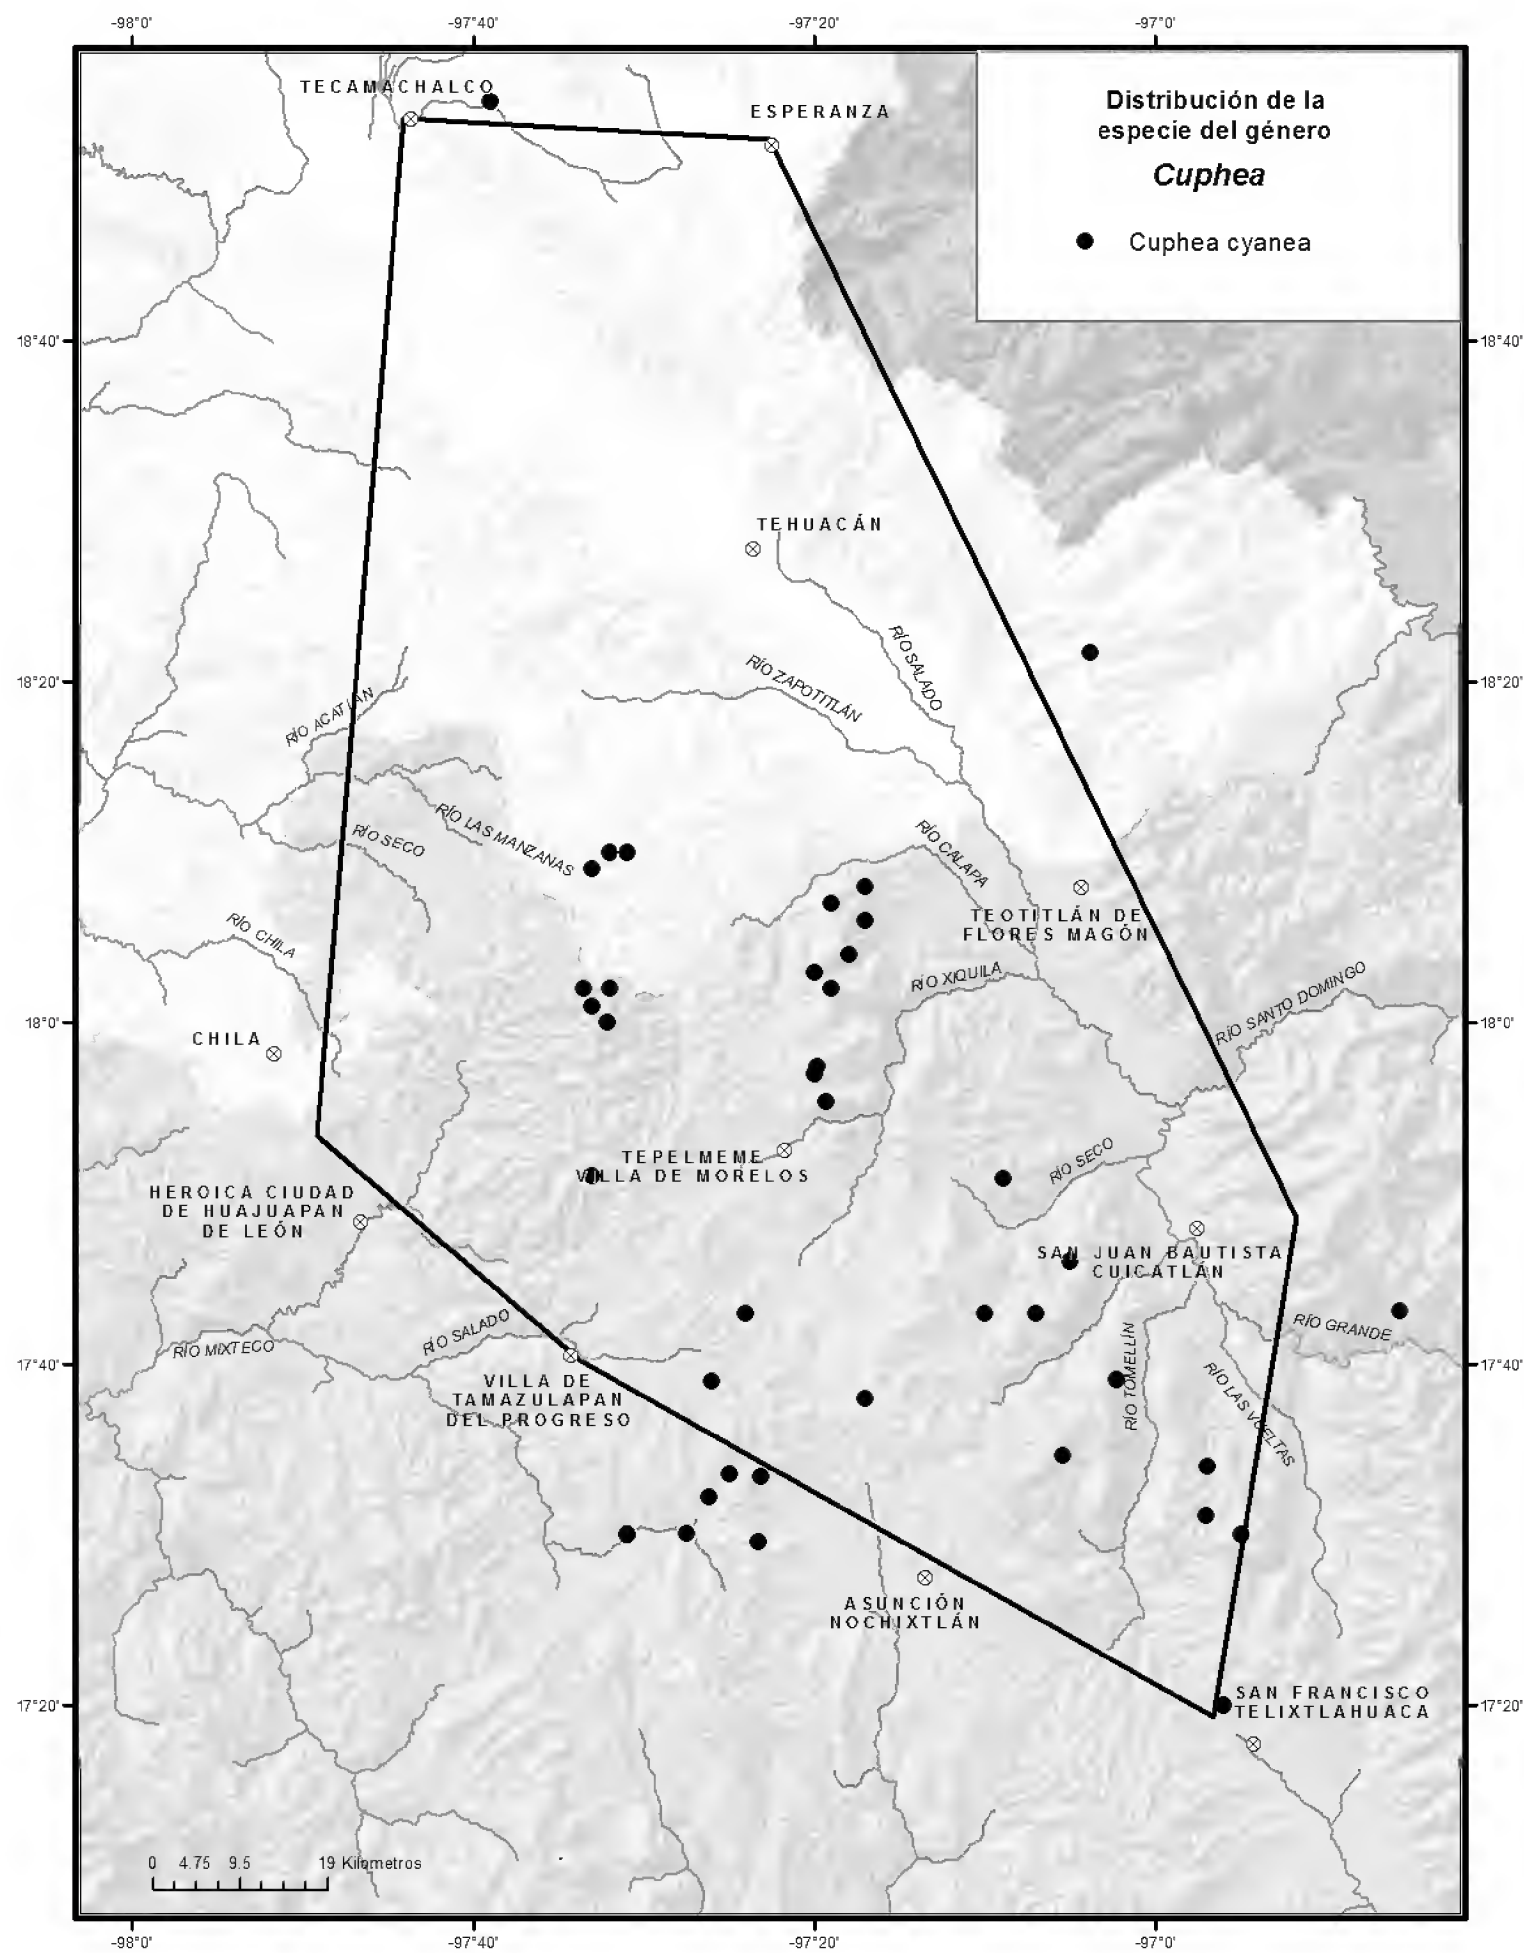 -98°0'
-97°40'
-97°20'
-97°0'
TECAMACHALCO
ESPERANZA
Distribución de la
especie del género
Cuphea
Cuphea cyanea
18°40'
18°40'
TEHUACÁN
RÍO SALADO
RÍO ZAPOTITLÁN
18°20'
18°20'
RÍO ACATLAN
RÍO LAS MANZANAS
RÍO SECO
RÍO CALAPA
TEOTITLÁN DE
FLORES MAGÓN
RÍO CHILA
RÍO XIQUILA
RÍO SANTO DOMINGO
18°0'
18°0'
CHILA
TEPELMEME
VILLA DE MORELOS
RÍO SECO
HEROICA CIUDAD
DE HUAJUAPAN
DE LEÓN
SAN JUAN BAUTISTA
CUICATLÁN
RÍO SALADO
RÍO MIXTECO
RÍO TOMELLÍN
RÍO GRANDE
RÍO LAS VUELTAS
17°40'
17°40'
VILLA DE
TAMAZULAPAN
DEL PROGRESO
ASUNCIÓN
NOCHIXTLÁN
SAN FRANCISCO
TELIXTLAHUACA
17°20'
17°20'
0 4.75 9.5 19 Kilometros
-98°0'
-97°40'
-97°20'
-97°0'